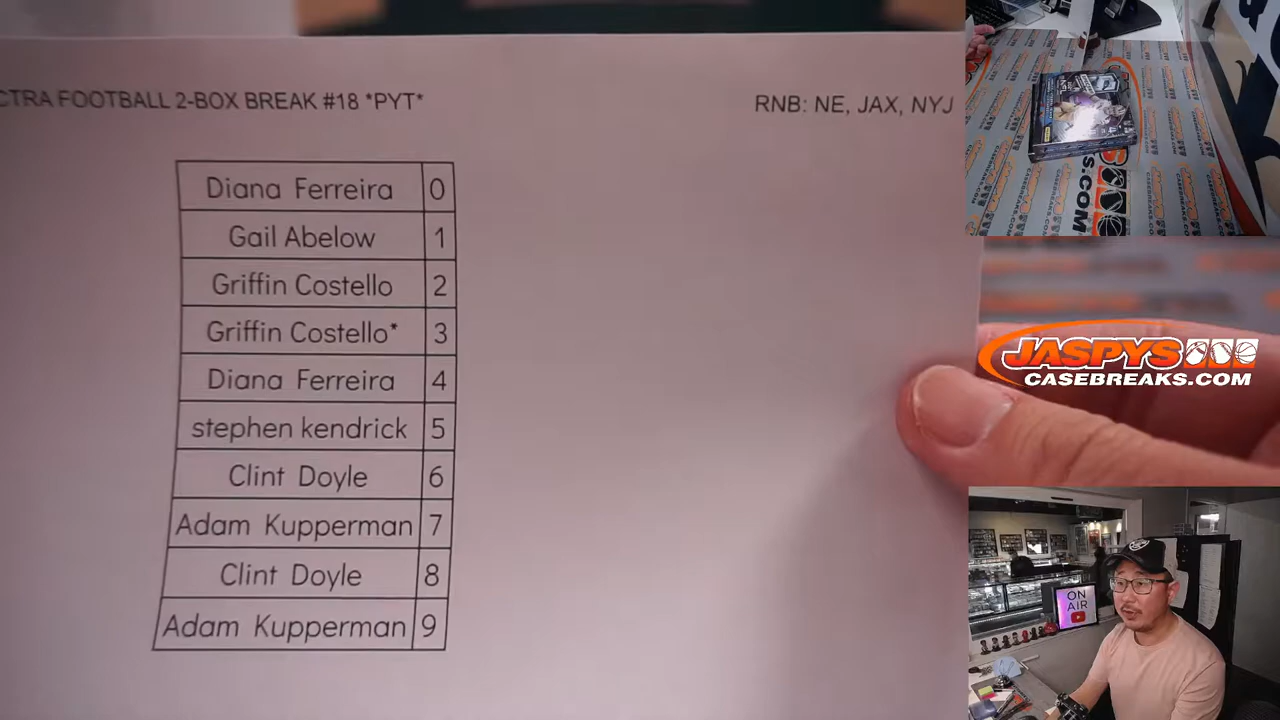 CTRA FOOTBALL 2-BOX BREAK #18 *PYT*
RNB: NE, JAX, NYJ
Diana Ferreira 0
Gail Abelow 1
Griffin Costello 2
Griffin Costello* 3
Diana Ferreira 4
stephen kendrick 5
Clint Doyle 6
Adam Kupperman 7
Clint Doyle 8
Adam Kupperman 9
JASPYS
CASEBREAKS.COM
S.COM
ON
AIR